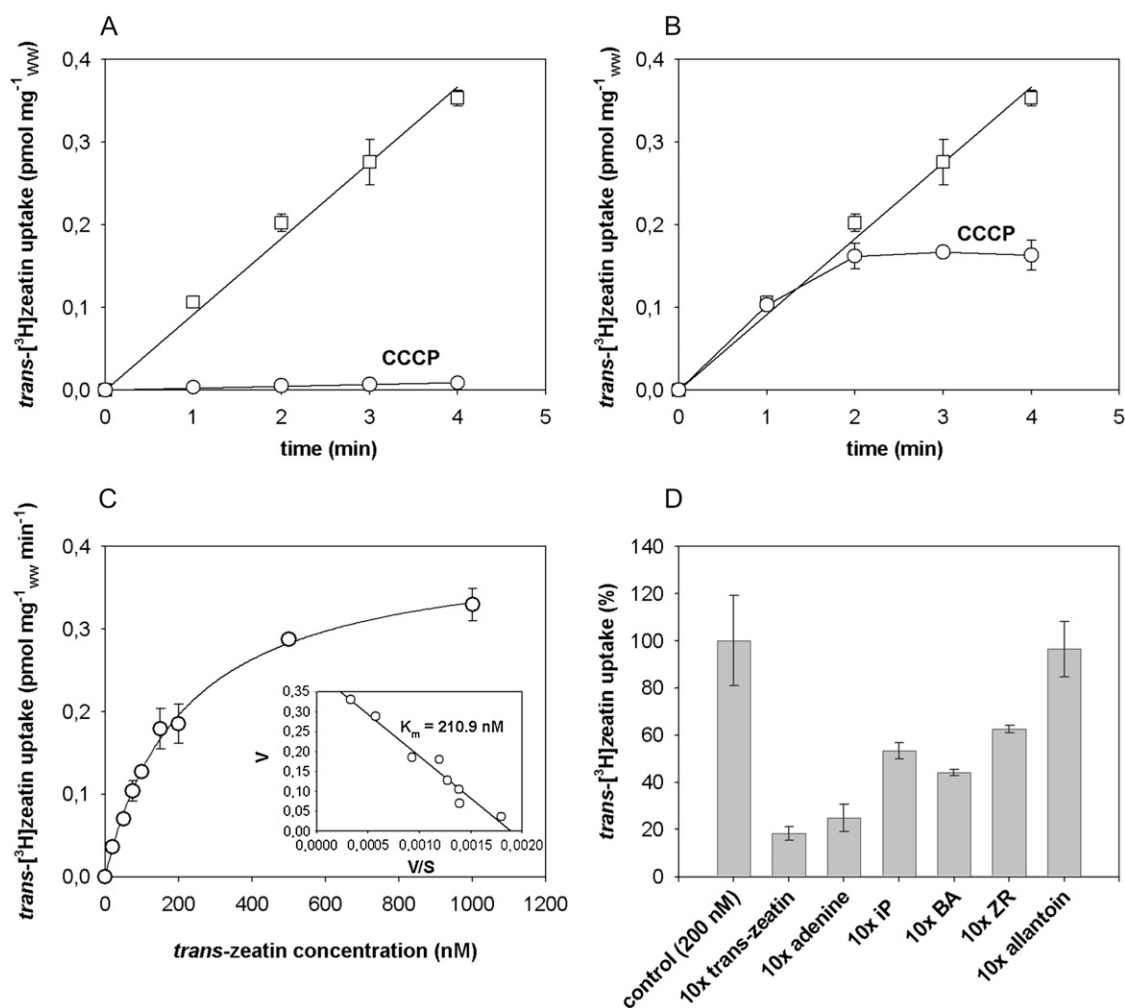 A
trans-[³H]zeatin uptake (pmol mg⁻¹ww)
0,4
0,3
0,2
0,1
0,0
CCCP
0 1 2 3 4 5
time (min)
B
trans-[³H]zeatin uptake (pmol mg⁻¹ww)
0,4
0,3
0,2
0,1
0,0
CCCP
0 1 2 3 4 5
time (min)
C
trans-[³H]zeatin uptake (pmol mg⁻¹ww min⁻¹)
0,4
0,3
0,2
0,1
0,0
V
0,35
0,30
0,25
0,20
0,15
0,10
0,05
0,00
Km = 210.9 nM
0,0000 0,0005 0,0010 0,0015 0,0020
V/S
0 200 400 600 800 1000 1200
trans-zeatin concentration (nM)
D
trans-[³H]zeatin uptake (%)
140
120
100
80
60
40
20
0
control (200 nM)
10x trans-zeatin
10x adenine
10x iP
10x BA
10x ZR
10x allantoin